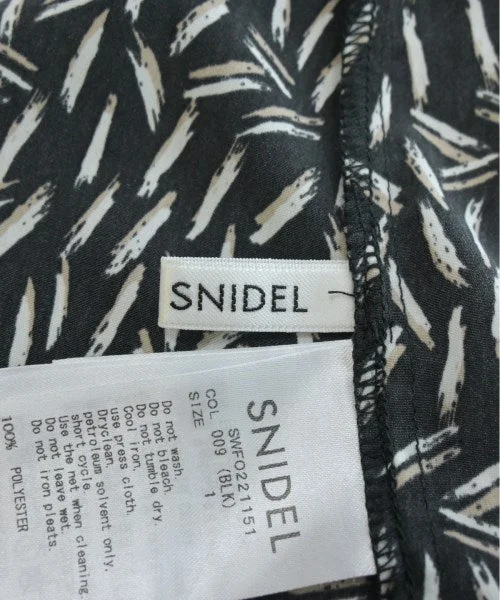 SNIDEL
SNIDEL
SWFO221151
COL 009 (BLK)
SIZE 1
Do not wash
Do not bleach
Do not tumble dry.
Cool iron.
use press cloth.
Dryclean.
petroleum solvent only.
short cycle.
Use the net when cleaning.
Do not leave wet.
Do not iron pleats.
100% POLYESTER